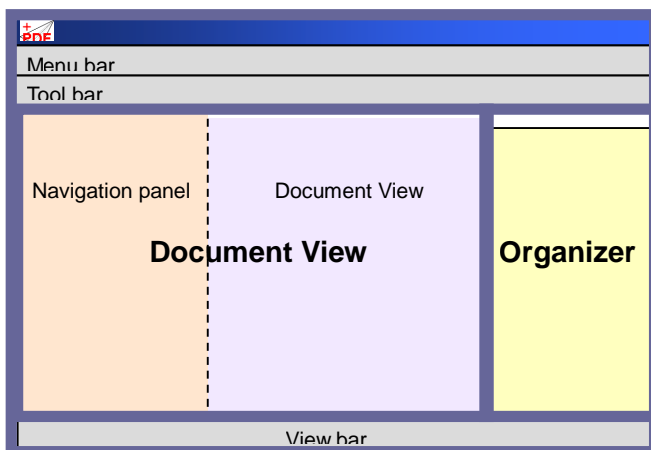 +
PDF
Menu bar
Tool bar
Navigation panel
Document View
Document View
Organizer
View bar